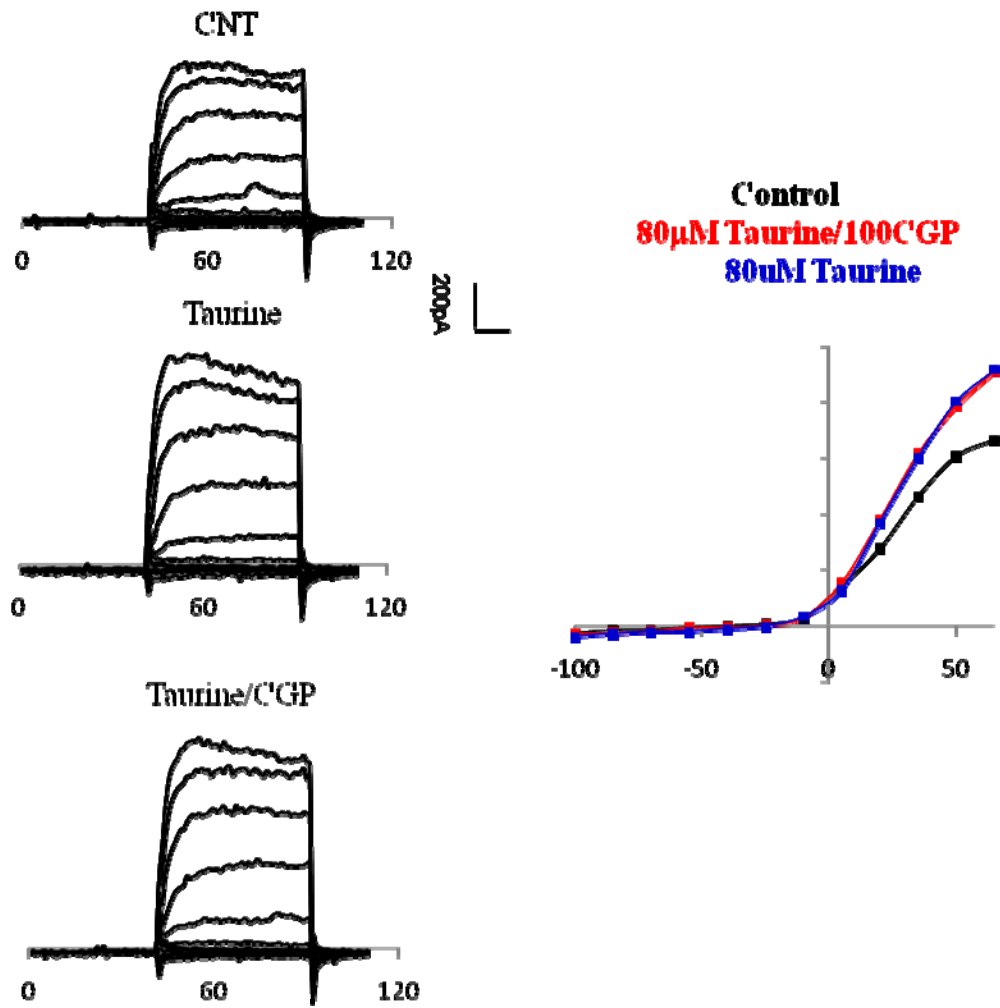 CNT
0 60 120
200pA
Taurine
0 60 120
Taurine/CGP
0 60 120
Control
80µM Taurine/100CGP
80uM Taurine
-100 -50 0 50